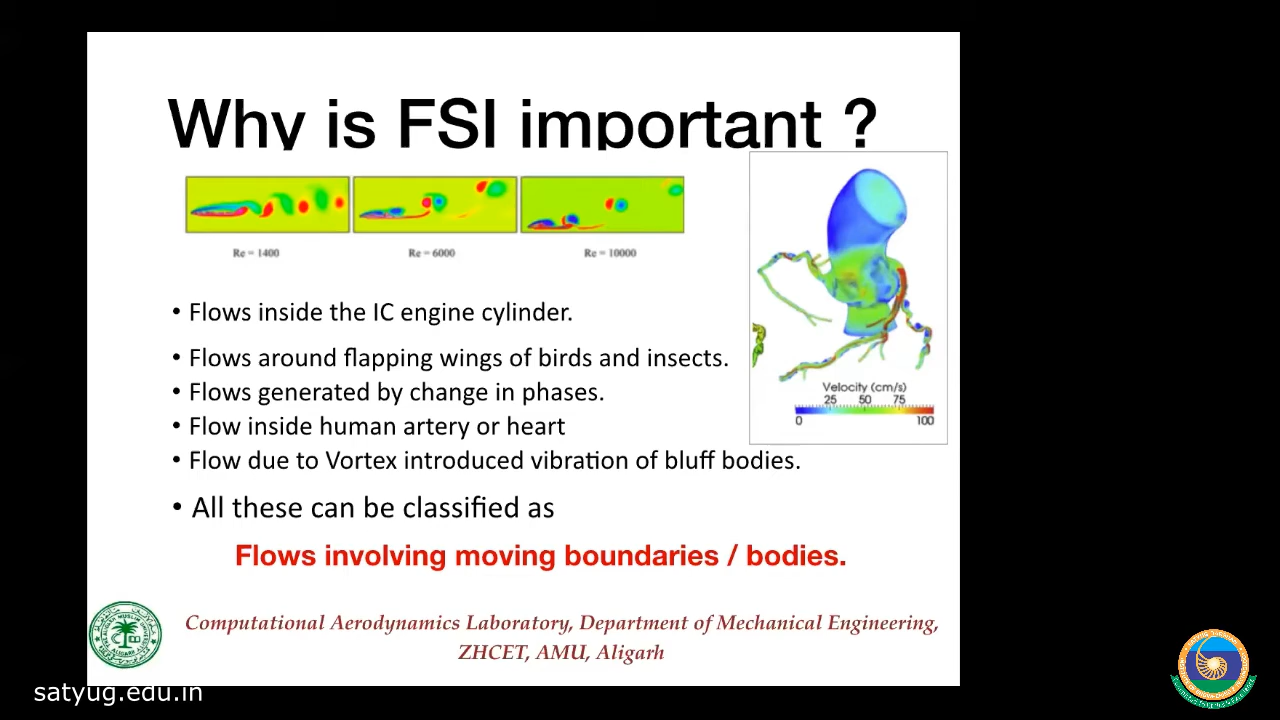 Why is FSI important ?
Re = 1400
Re = 6000
Re = 10000
• Flows inside the IC engine cylinder.
• Flows around flapping wings of birds and insects.
• Flows generated by change in phases.
• Flow inside human artery or heart
• Flow due to Vortex introduced vibration of bluff bodies.
• All these can be classified as
Flows involving moving boundaries / bodies.
Velocity (cm/s)
25 50 75
0 100
Computational Aerodynamics Laboratory, Department of Mechanical Engineering,
ZHCET, AMU, Aligarh
satyug.edu.in